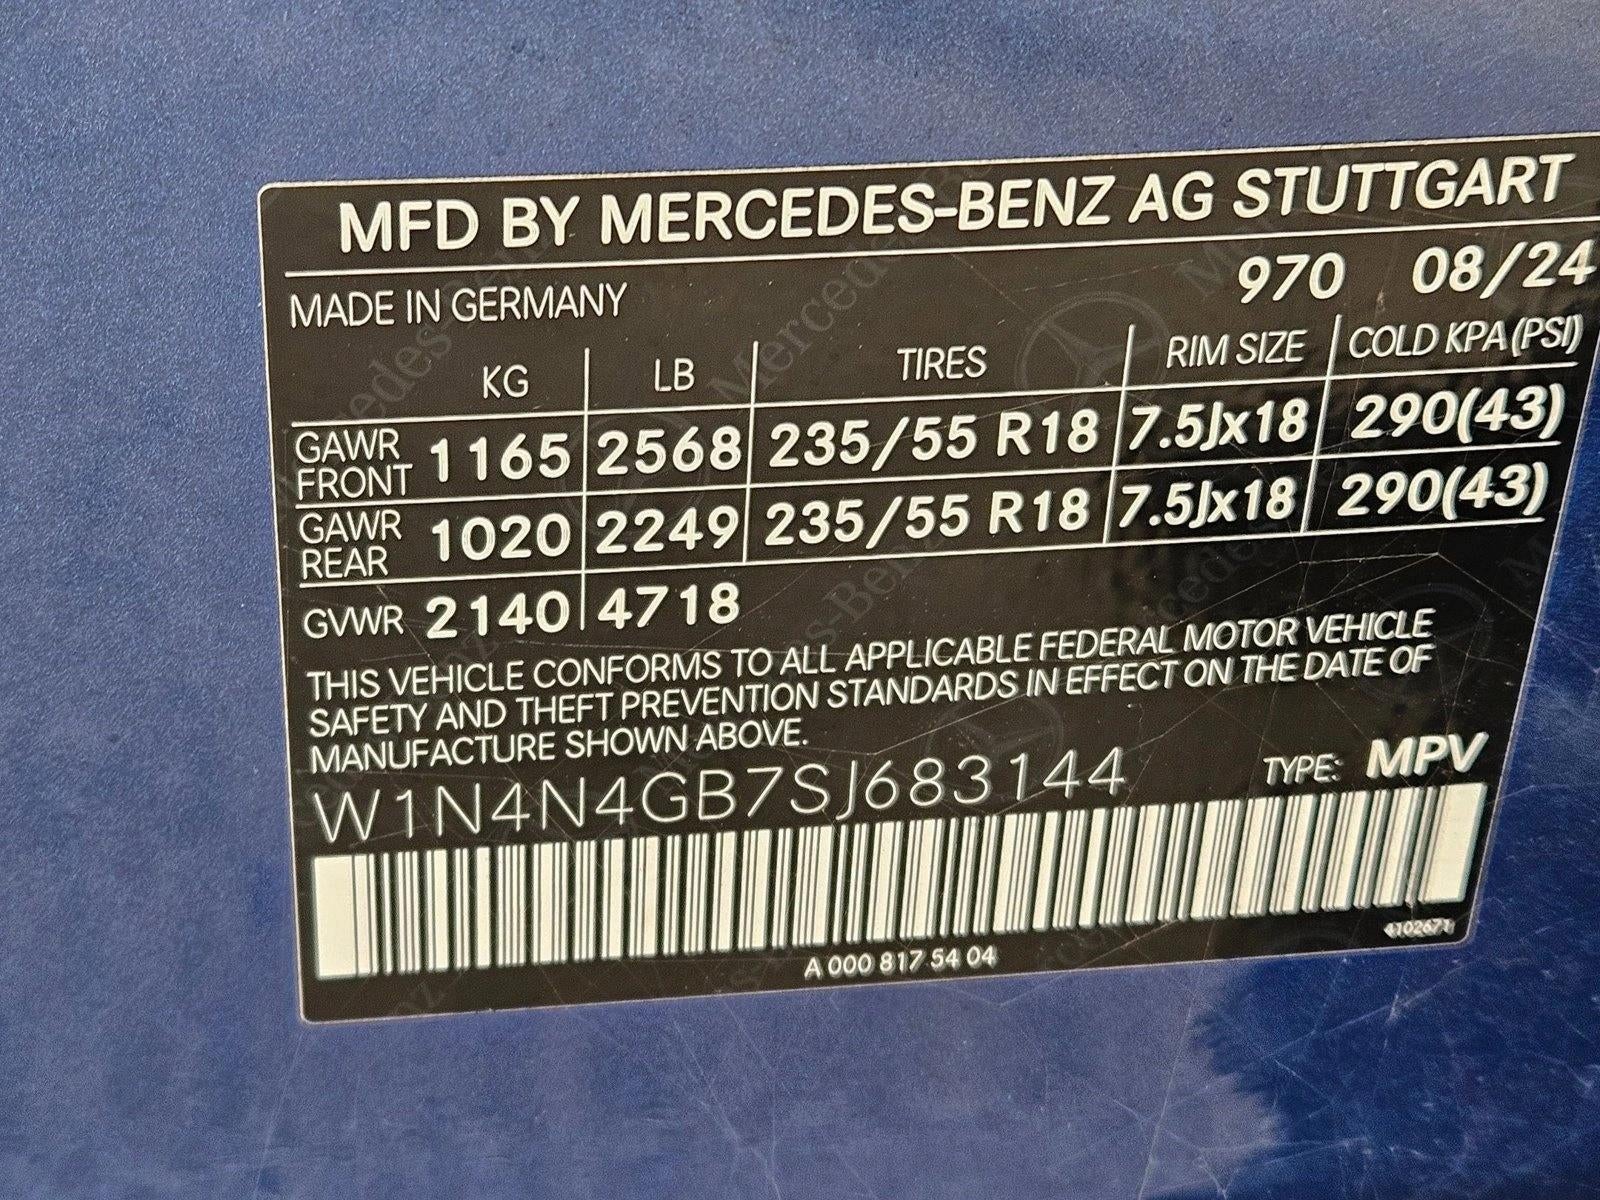 MFD BY MERCEDES-BENZ AG STUTTGART
MADE IN GERMANY 970 08/24
KG LB TIRES RIM SIZE COLD KPA (PSI)
GAWR FRONT 1165 2568 235/55 R18 7.5Jx18 290(43)
GAWR REAR 1020 2249 235/55 R18 7.5Jx18 290(43)
GVWR 2140 4718
THIS VEHICLE CONFORMS TO ALL APPLICABLE FEDERAL MOTOR VEHICLE
SAFETY AND THEFT PREVENTION STANDARDS IN EFFECT ON THE DATE OF
MANUFACTURE SHOWN ABOVE.
W1N4N4GB7SJ683144 TYPE: MPV
A 000 817 54 04
4102671